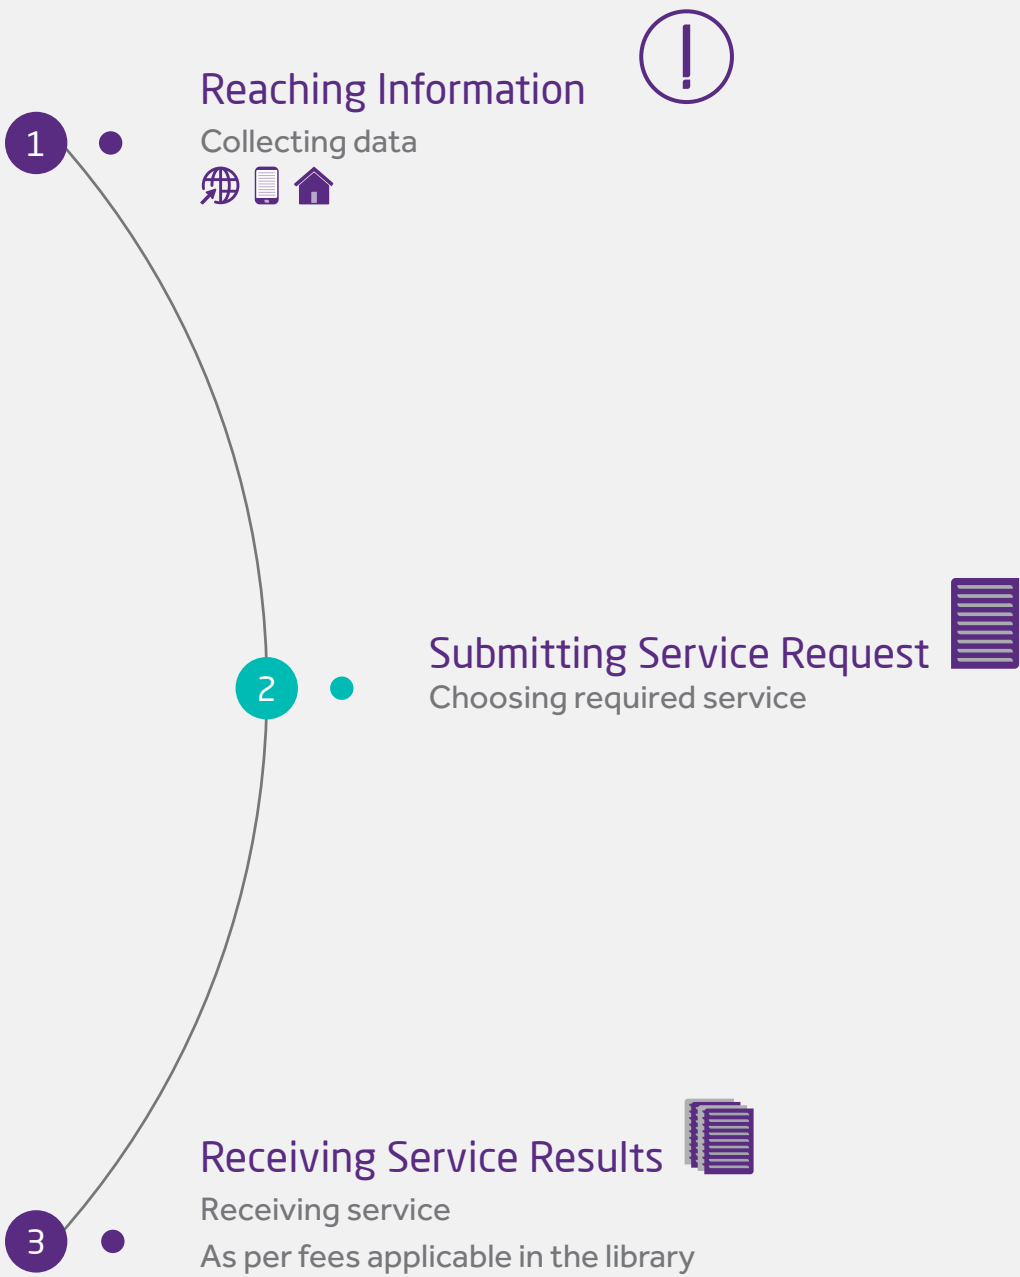 Reaching Information
1
Collecting data
Submitting Service Request
2
Choosing required service
Receiving Service Results
Receiving service
3
As per fees applicable in the library